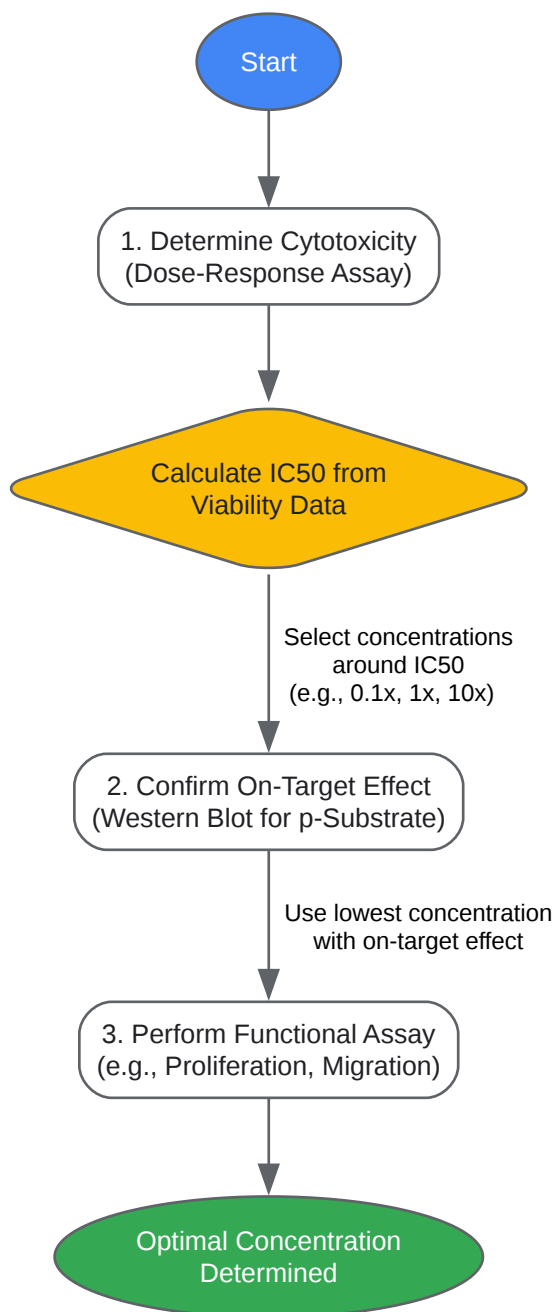 Start
1. Determine Cytotoxicity
(Dose-Response Assay)
Calculate IC50 from
Viability Data
Select concentrations
around IC50
(e.g., 0.1x, 1x, 10x)
2. Confirm On-Target Effect
(Western Blot for p-Substrate)
Use lowest concentration
with on-target effect
3. Perform Functional Assay
(e.g., Proliferation, Migration)
Optimal Concentration
Determined